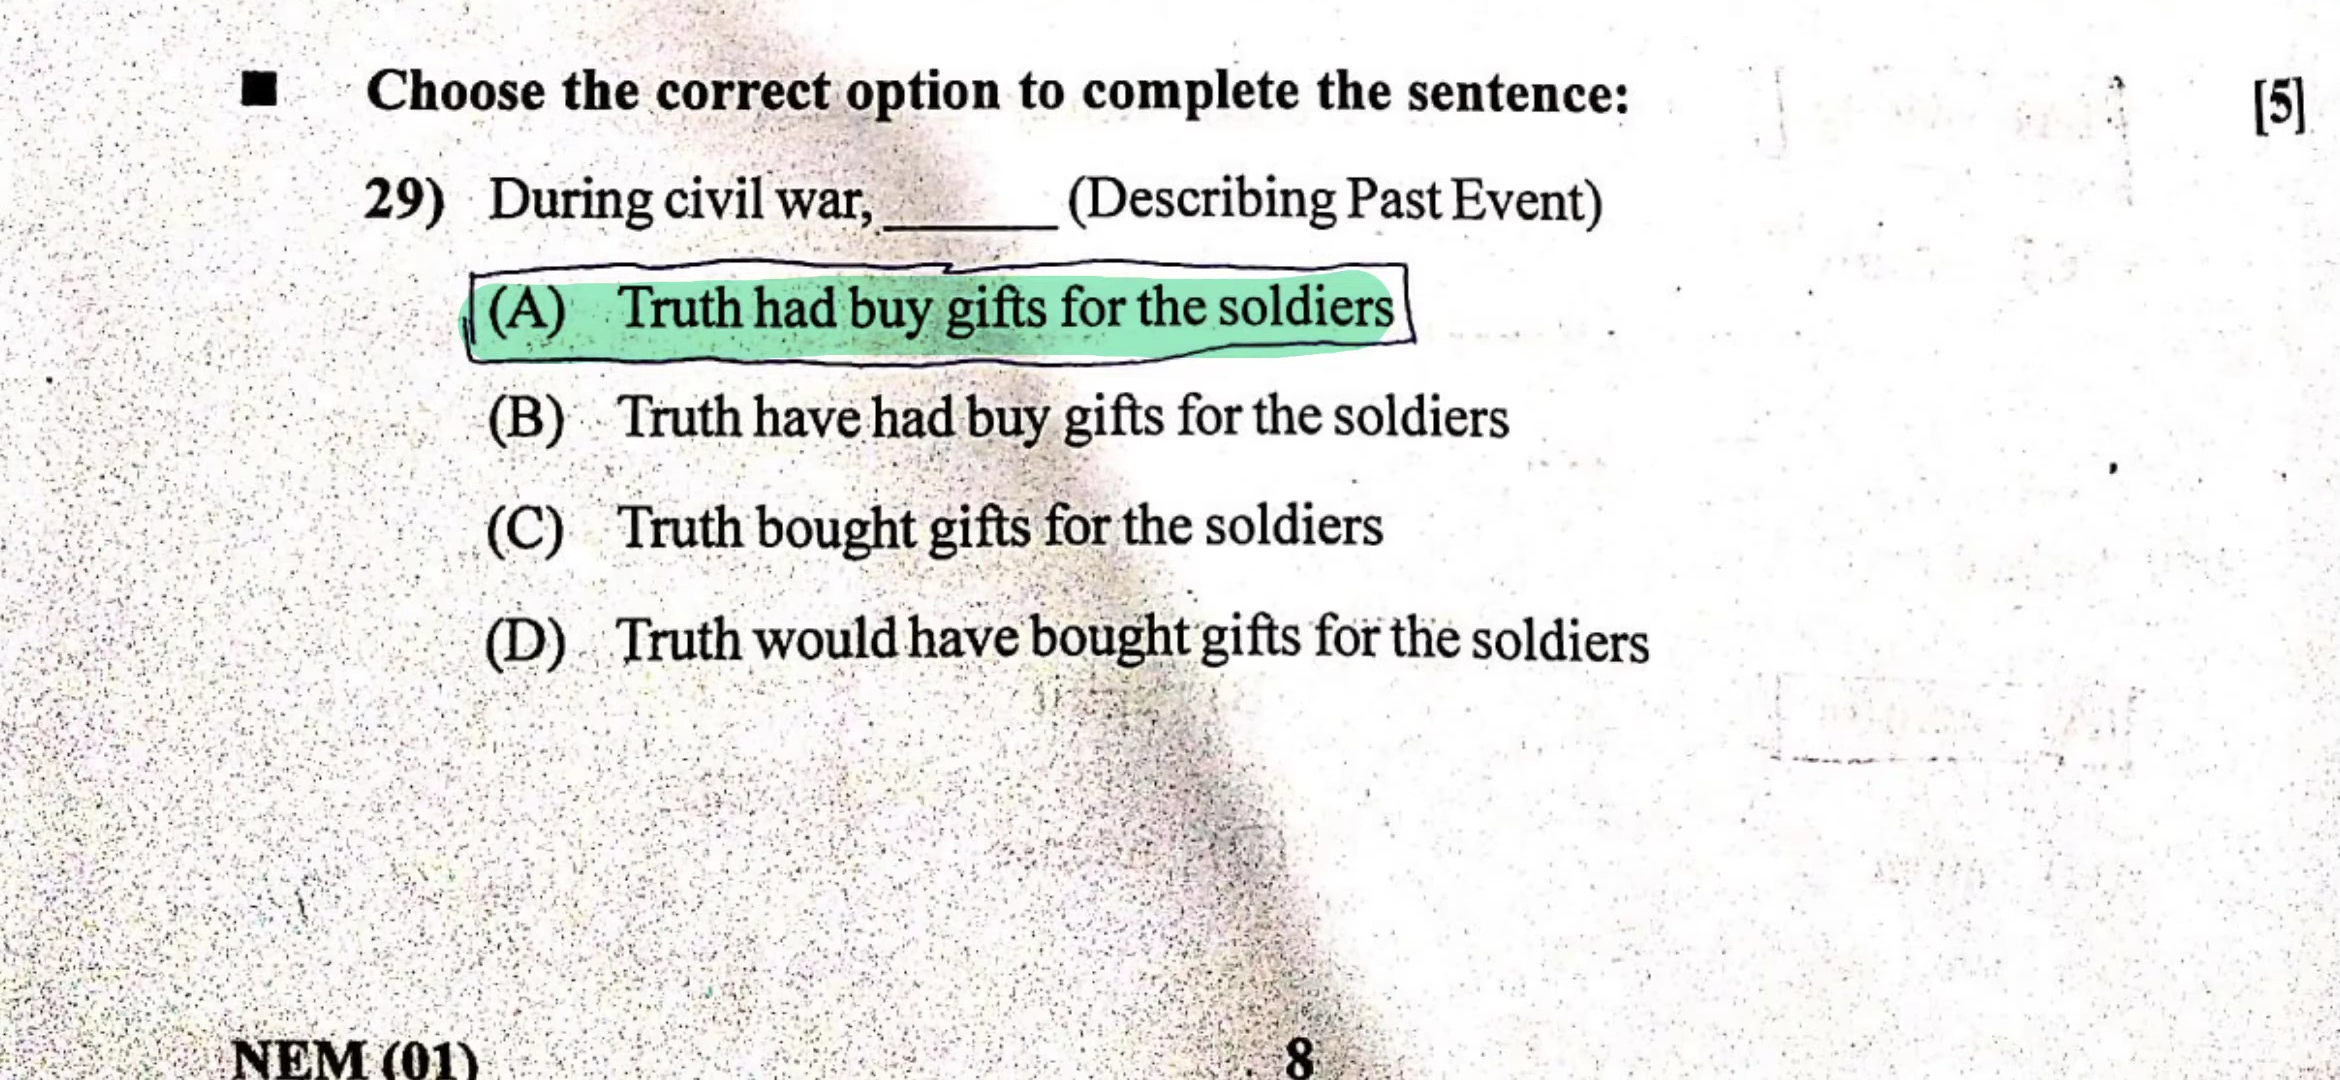 ■ Choose the correct option to complete the sentence: [5]
29) During civil war,______ (Describing Past Event)
(A) Truth had buy gifts for the soldiers
(B) Truth have had buy gifts for the soldiers
(C) Truth bought gifts for the soldiers
(D) Truth would have bought gifts for the soldiers
NEM (01) 8